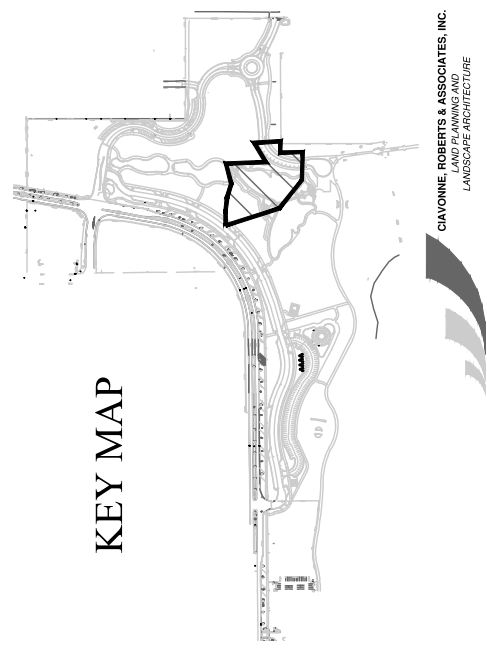 KEY MAP
CIAVONNE, ROBERTS & ASSOCIATES, INC.
LAND PLANNING AND
LANDSCAPE ARCHITECTURE